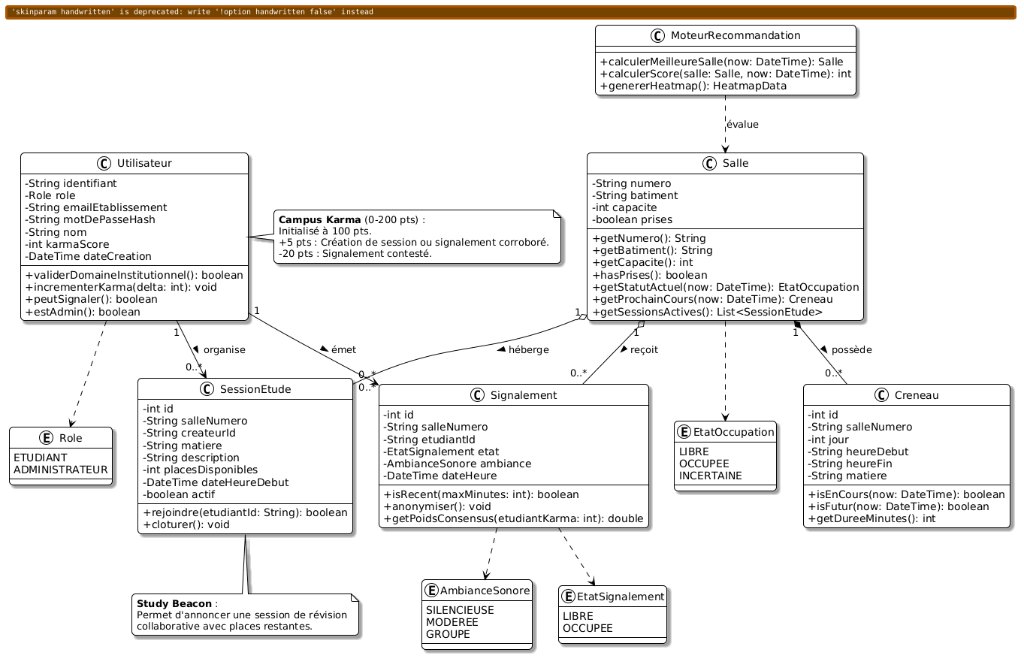 'skinparam handwritten' is deprecated: write '!option handwritten false' instead
C MoteurRecommandation
+calculerMeilleureSalle(now: DateTime): Salle
+calculerScore(salle: Salle, now: DateTime): int
+genererHeatmap(): HeatmapData
évalue
C Utilisateur
-String identifiant
-Role role
-String emailEtablissement
-String motDePasseHash
-String nom
-int karmaScore
-DateTime dateCreation
+validerDomaineInstitutionnel(): boolean
+incrementerKarma(delta: int): void
+peutSignaler(): boolean
+estAdmin(): boolean
Campus Karma (0-200 pts) :
Initialisé à 100 pts.
+5 pts : Création de session ou signalement corroboré.
-20 pts : Signalement contesté.
C Salle
-String numero
-String batiment
-int capacite
-boolean prises
+getNumero(): String
+getBatiment(): String
+getCapacite(): int
+hasPrises(): boolean
+getStatutActuel(now: DateTime): EtatOccupation
+getProchainCours(now: DateTime): Creneau
+getSessionsActives(): List<SessionEtude>
1
organise
0..*
1
émet
0..*
1
héberge
0..*
1
reçoit
0..*
1
possède
0..*
E Role
ETUDIANT
ADMINISTRATEUR
C SessionEtude
-int id
-String salleNumero
-String createurId
-String matiere
-String description
-int placesDisponibles
-DateTime dateHeureDebut
-boolean actif
+rejoindre(etudiantId: String): boolean
+cloturer(): void
C Signalement
-int id
-String salleNumero
-String etudiantId
-EtatSignalement etat
-AmbianceSonore ambiance
-DateTime dateHeure
+isRecent(maxMinutes: int): boolean
+anonymiser(): void
+getPoidsConsensus(etudiantKarma: int): double
E EtatOccupation
LIBRE
OCCUPEE
INCERTAINE
C Creneau
-int id
-String salleNumero
-int jour
-String heureDebut
-String heureFin
-String matiere
+isEnCours(now: DateTime): boolean
+isFutur(now: DateTime): boolean
+getDureeMinutes(): int
Study Beacon :
Permet d'annoncer une session de révision
collaborative avec places restantes.
E AmbianceSonore
SILENCIEUSE
MODEREE
GROUPE
E EtatSignalement
LIBRE
OCCUPEE